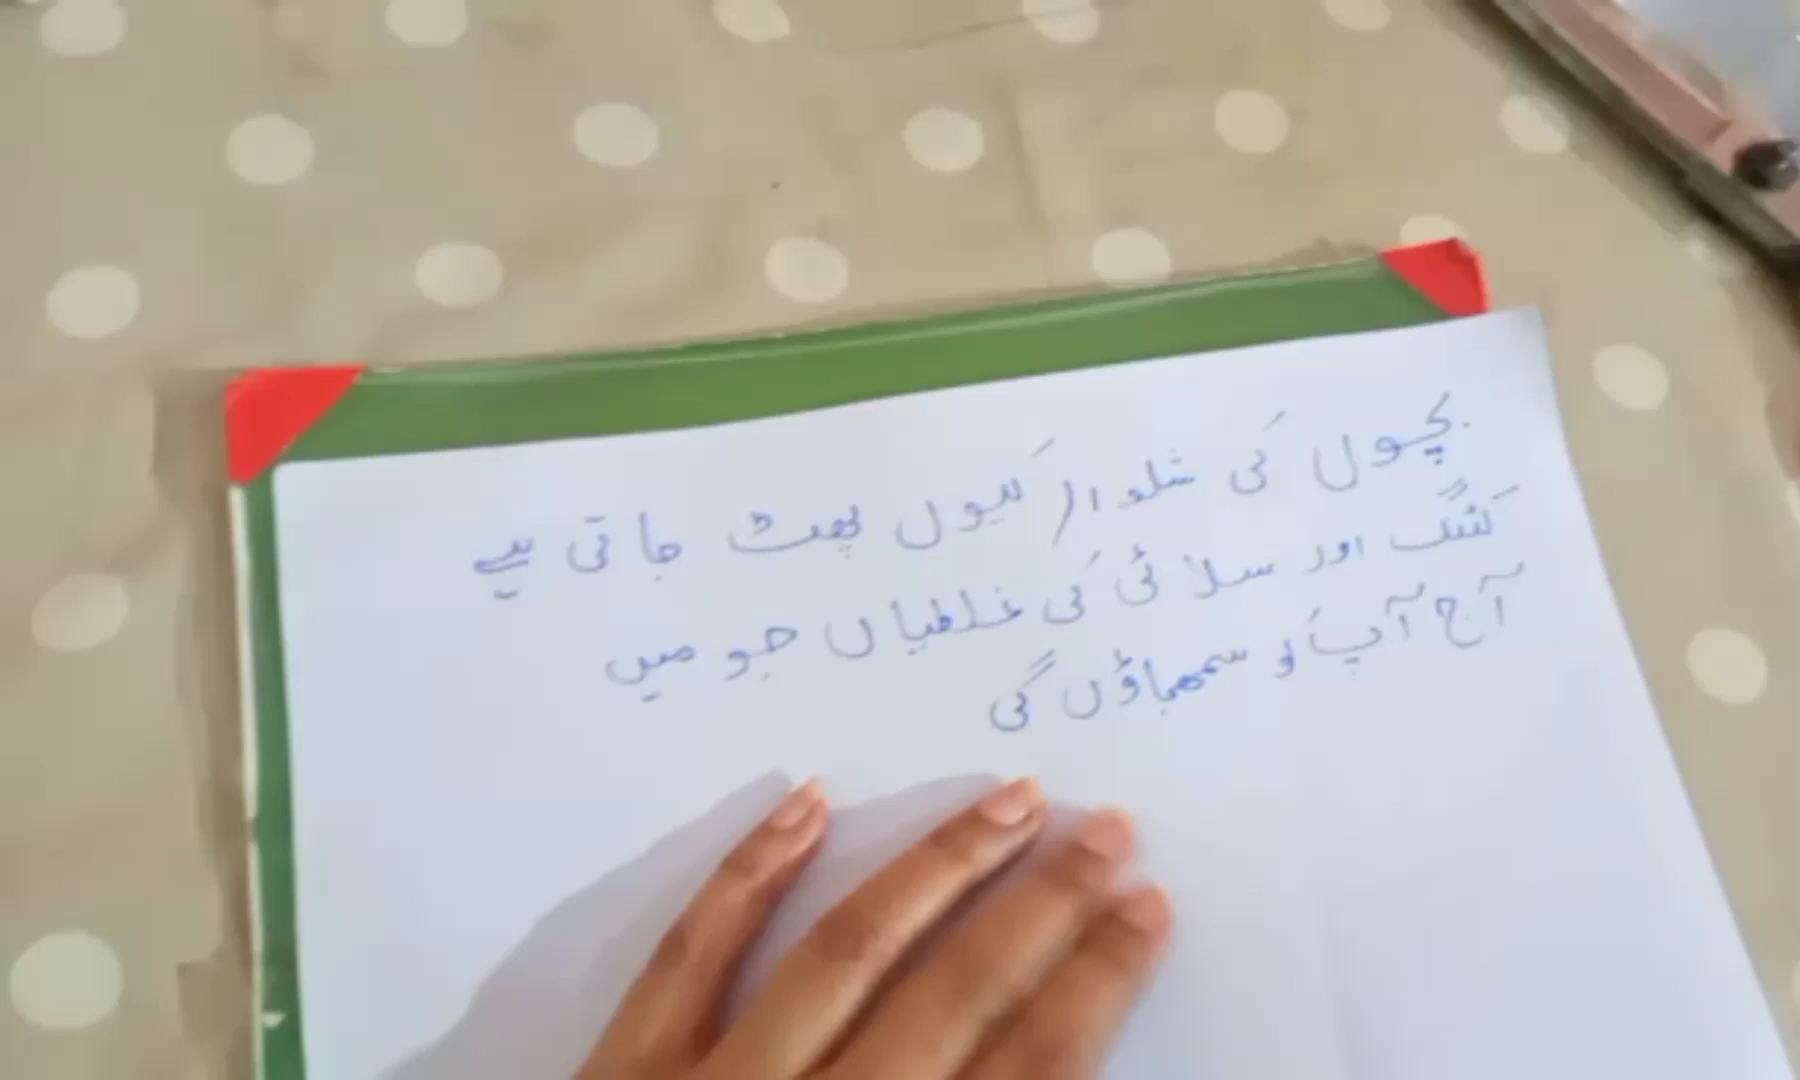 بچوں کی شلوار کیوں پھٹ جاتی ہے
کٹنگ اور سلائی کی غلطیاں جو میں
آج آپ کو سمجھاؤں گی